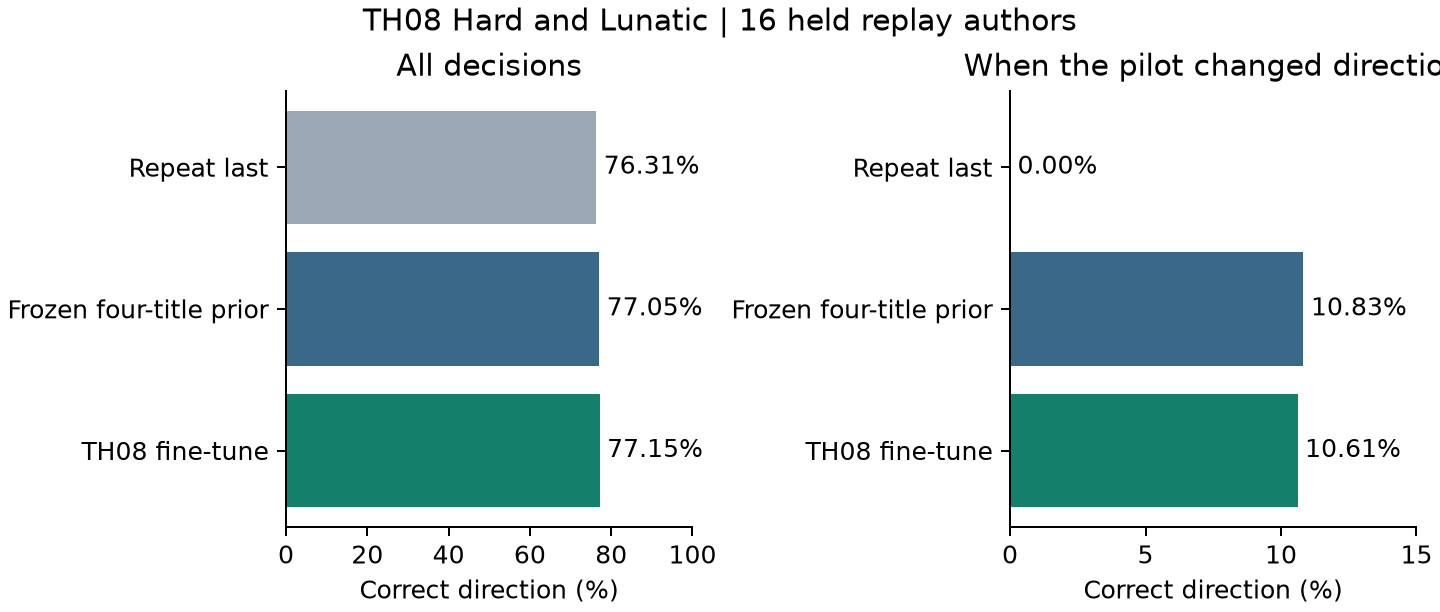 TH08 Hard and Lunatic | 16 held replay authors
All decisions
Repeat last
76.31%
Frozen four-title prior
77.05%
TH08 fine-tune
77.15%
0 20 40 60 80 100
Correct direction (%)
When the pilot changed directio
Repeat last
0.00%
Frozen four-title prior
10.83%
TH08 fine-tune
10.61%
0 5 10 15
Correct direction (%)